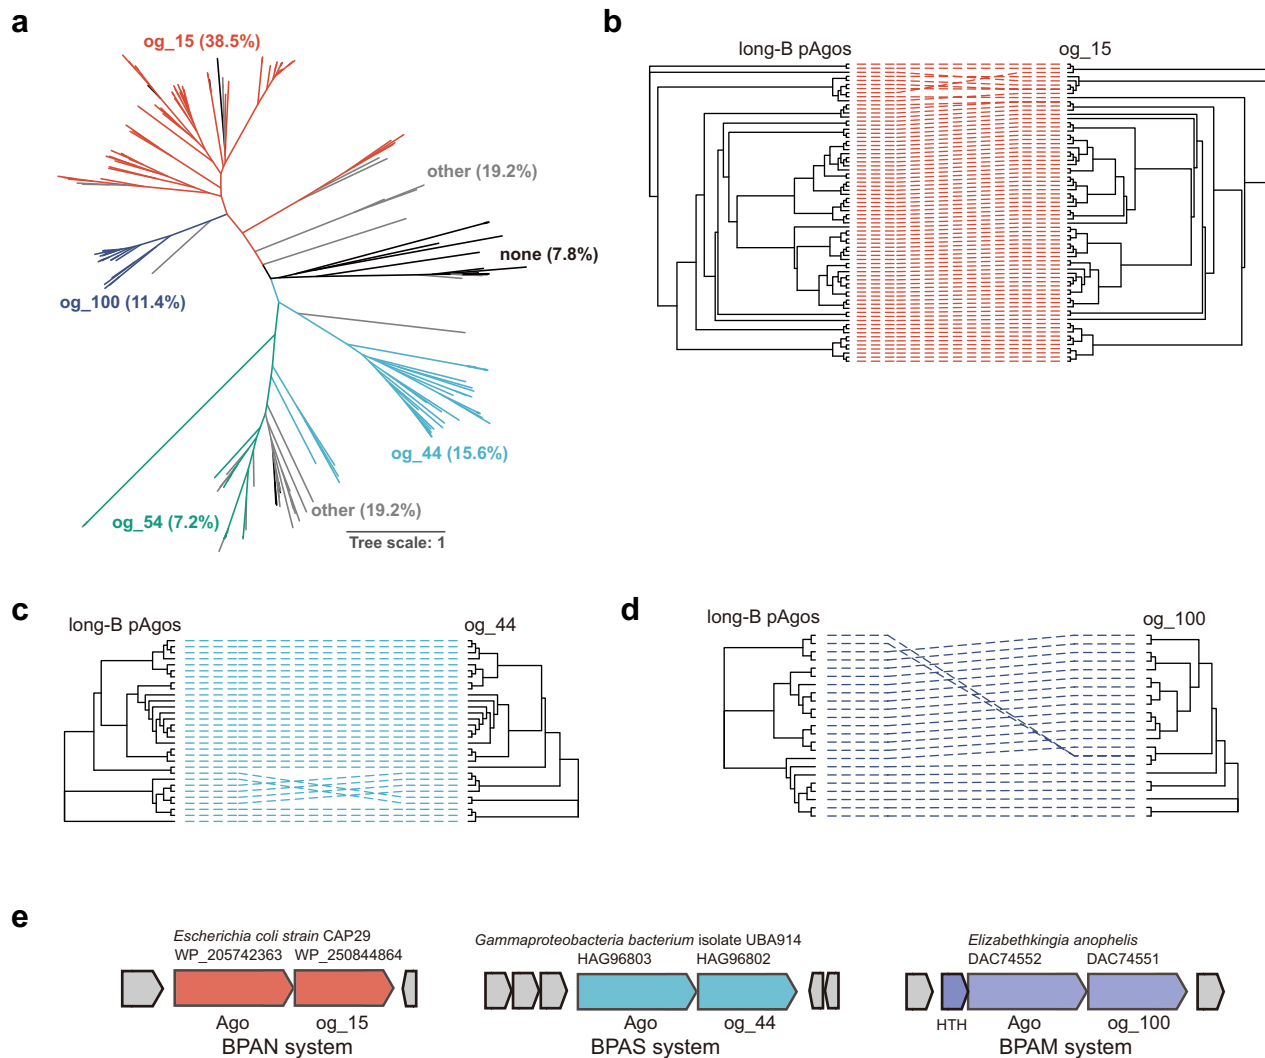 a
og_15 (38.5%)
other (19.2%)
none (7.8%)
og_100 (11.4%)
og_44 (15.6%)
other (19.2%)
og_54 (7.2%)
Tree scale: 1
b
long-B pAgos
og_15
c
long-B pAgos
og_44
d
long-B pAgos
og_100
e
Escherichia coli strain CAP29
WP_205742363 WP_250844864
Ago og_15
BPAN system
Gammaproteobacteria bacterium isolate UBA914
HAG96803 HAG96802
Ago og_44
BPAS system
Elizabethkingia anophelis
DAC74552 DAC74551
HTH Ago og_100
BPAM system